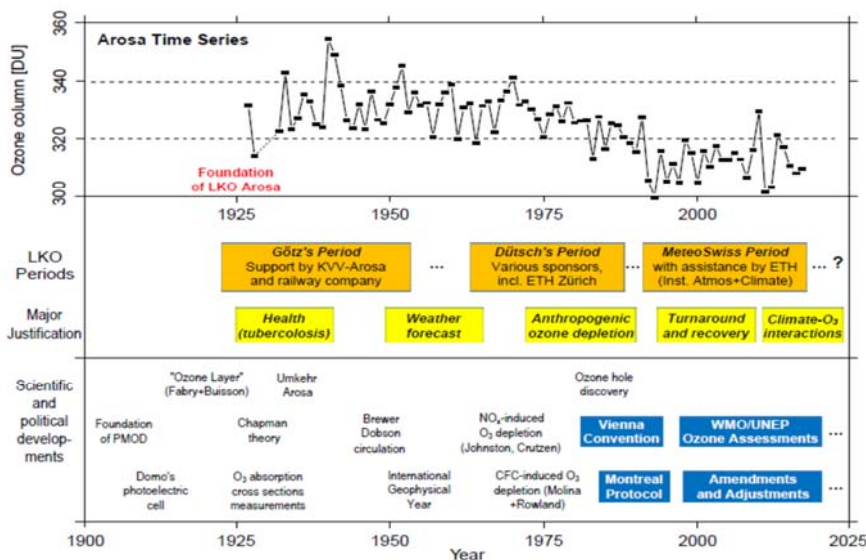 360
Arosa Time Series
340
320
300
Ozone column [DU]
Foundation
of LKO Arosa
1925
1950
1975
2000
LKO
Periods
Götz's Period
Support by KVV-Arosa
and railway company
...
Dütsch's Period
Various sponsors,
incl. ETH Zürich
...
MeteoSwiss Period
with assistance by ETH
(Inst. Atmos+Climate)
... ?
Major
Justification
Health
(tubercolosis)
Weather
forecast
Anthropogenic
ozone depletion
Turnaround
and recovery
Climate-O₃
interactions
Scientific
and
political
develop-
ments
"Ozone Layer"
(Fabry+Buisson)
Umkehr
Arosa
Ozone hole
discovery
Foundation
of PMOD
Chapman
theory
Brewer
Dobson
circulation
NOₓ-induced
O₃ depletion
(Johnston, Crutzen)
Vienna
Convention
WMO/UNEP
Ozone Assessments
...
Dorno's
photoelectric
cell
O₃ absorption
cross sections
measurements
International
Geophysical
Year
CFC-induced O₃
depletion (Molina
+Rowland)
Montreal
Protocol
Amendments
and Adjustments
...
1900
1925
1950
1975
2000
2025
Year